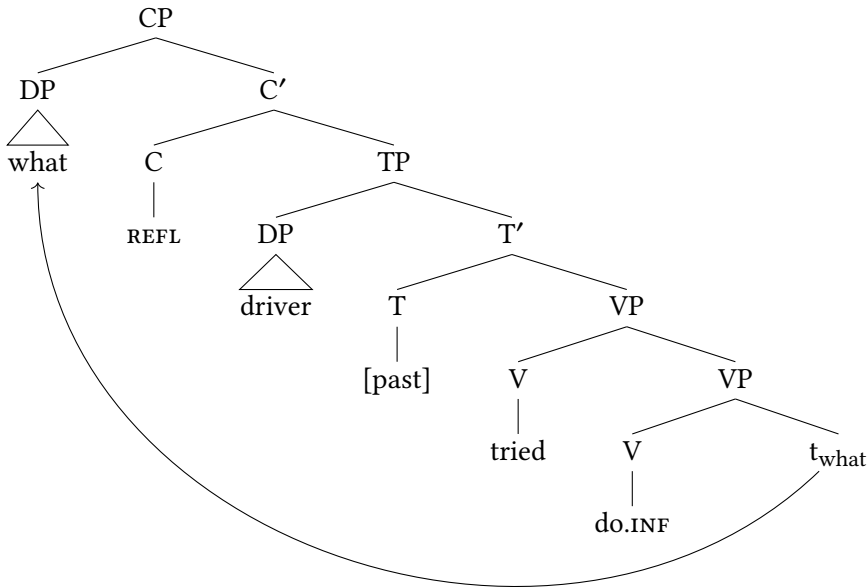 CP
DP C′
what C TP
REFL DP T′
driver T VP
[past] V VP
tried V t_what
do.INF